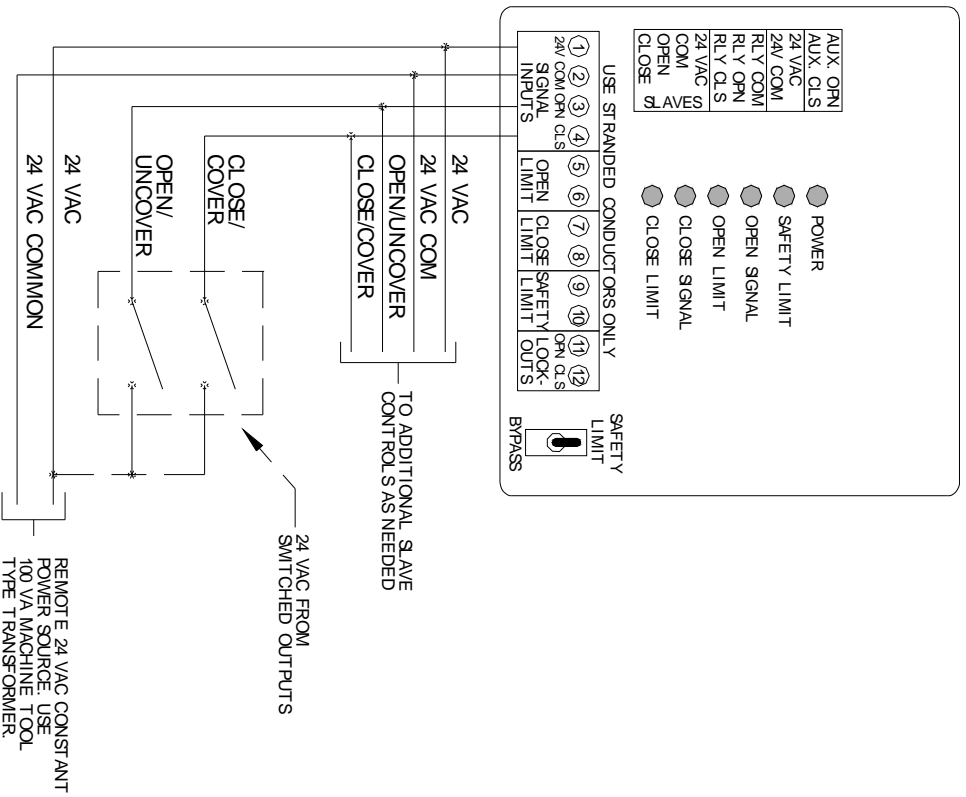 AUX. OPN
AUX. CLS
24 VAC
24V COM
RLY COM
RLY OPN
RLY CLS
24 VAC
COM
OPEN
CLOSE
SLAVES
POWER
SAFETY LIMIT
OPEN SIGNAL
OPEN LIMIT
CLOSE SIGNAL
CLOSE LIMIT
USE STRANDED CONDUCTORS ONLY
1 2 3 4 5 6 7 8 9 10 11 12
24V COM OPN CLS
SIGNAL
INPUTS
OPEN
LIMIT
CLOSE
LIMIT
SAFETY
LIMIT
OPN CLS
LOCK-
OUTS
SAFETY
LIMIT
BYPASS
24 VAC
24 VAC COM
OPEN/UNCOVER
CLOSE/COVER
TO ADDITIONAL SLAVE
CONTROLS AS NEEDED
CLOSE/
COVER
OPEN/
UNCOVER
24 VAC FROM
SWITCHED OUTPUTS
24 VAC
24 VAC COMMON
REMOTE 24 VAC CONSTANT
POWER SOURCE. USE
100 VA MACHINE TOOL
TYPE TRANSFORMER.